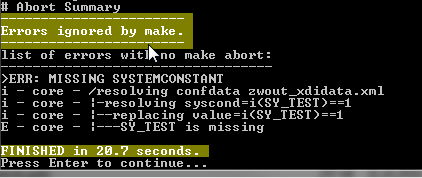 # Abort Summary
----------------------
Errors ignored by make.
----------------------
list of errors with no make abort:
---------------------------------
>ERR: MISSING SYSTEMCONSTANT
i - core - /resolving confdata zwout_xdidata.xml
i - core - ¦-resolving syscond=i(SY_TEST)==1
i - core - ¦--replacing value=i(SY_TEST)==1
E - core - ¦---SY_TEST is missing

FINISHED in 20.7 seconds.
Press Enter to continue...